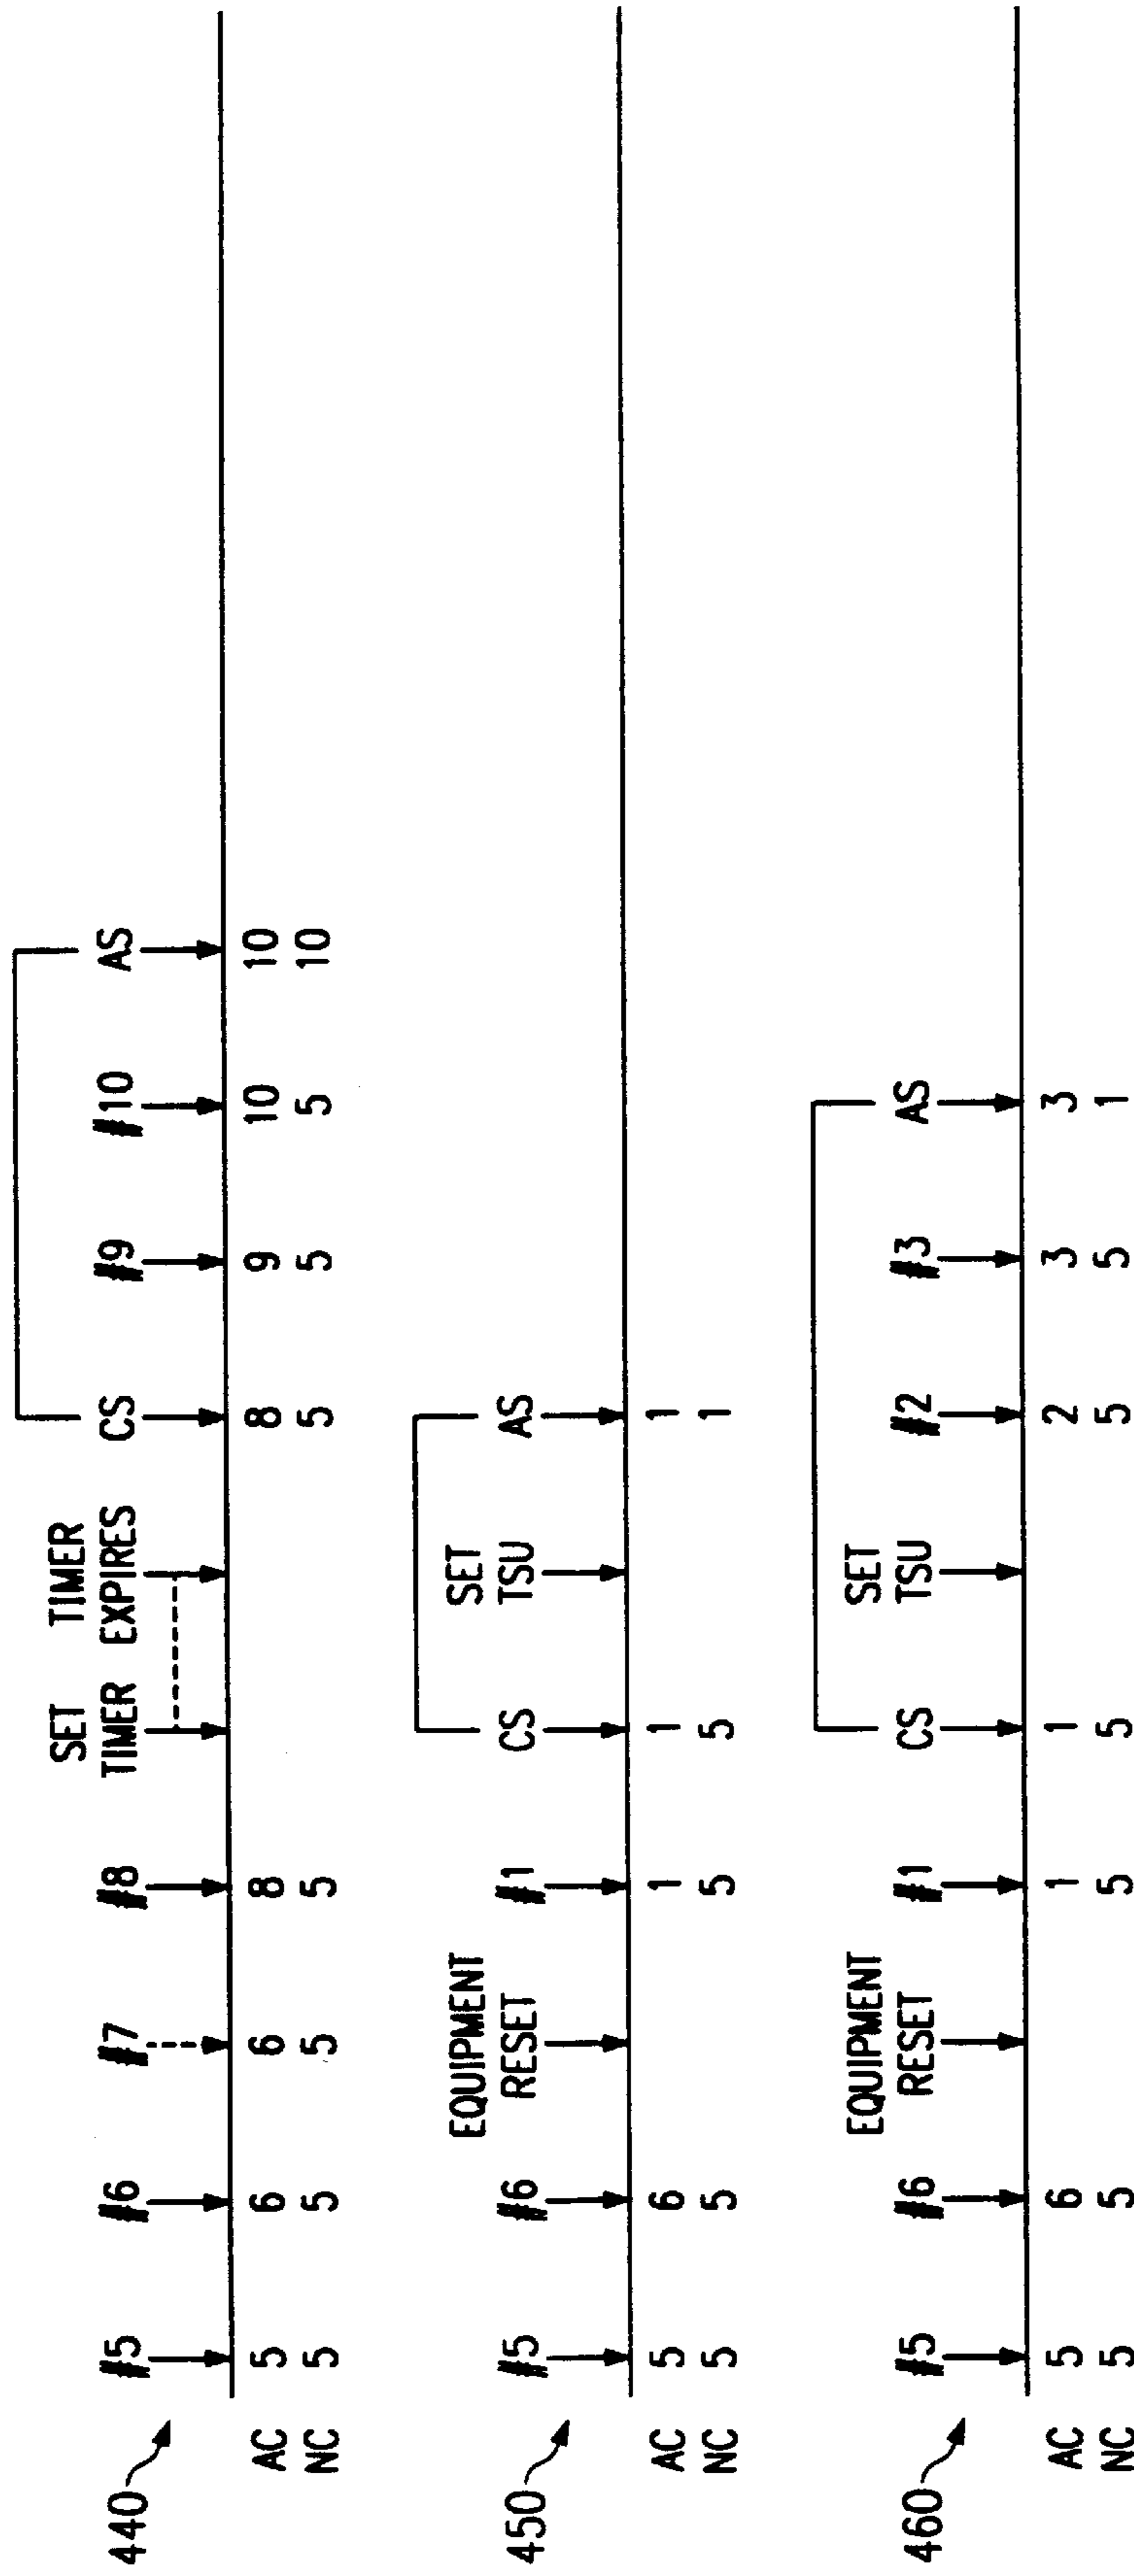 440
#5 #6 #7 #8 SET TIMER TIMER EXPIRES CS #9 #10 AS
AC 5 6 6 8 8 9 10 10
NC 5 5 5 5 5 5 5 10
450
#5 #6 EQUIPMENT RESET #1 CS SET TSU AS
AC 5 6 1 1 1
NC 5 5 5 5 1
460
#5 #6 EQUIPMENT RESET #1 CS SET TSU #2 #3 AS
AC 5 6 1 1 2 3 3
NC 5 5 5 5 5 5 1